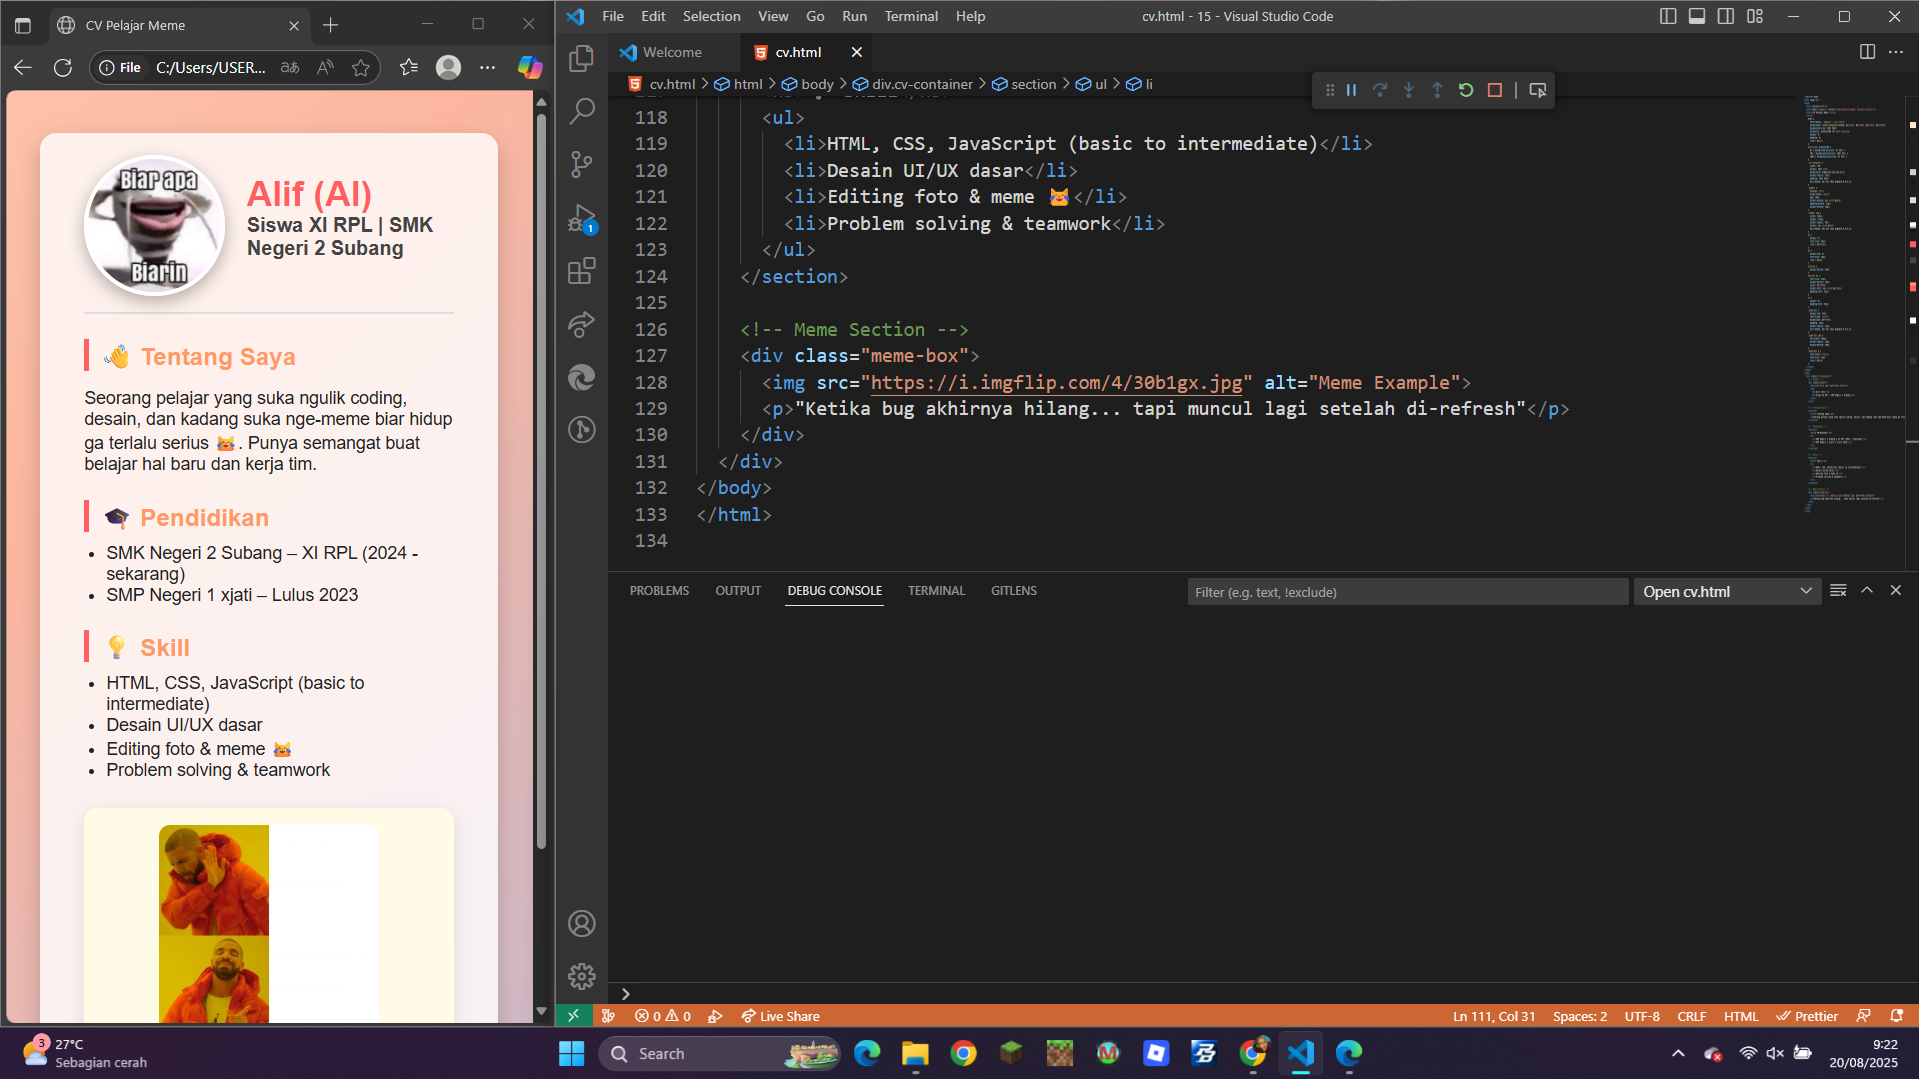 CV Pelajar Meme
File
C:/Users/USER...
Biar apa
Biarin
Alif (Al)
Siswa XI RPL | SMK
Negeri 2 Subang
👋 Tentang Saya
Seorang pelajar yang suka ngulik coding,
desain, dan kadang suka nge-meme biar hidup
ga terlalu serius 😹. Punya semangat buat
belajar hal baru dan kerja tim.
🎓 Pendidikan
• SMK Negeri 2 Subang – XI RPL (2024 -
sekarang)
• SMP Negeri 1 xjati – Lulus 2023
💡 Skill
• HTML, CSS, JavaScript (basic to
intermediate)
• Desain UI/UX dasar
• Editing foto & meme 😹
• Problem solving & teamwork
File Edit Selection View Go Run Terminal Help
cv.html - 15 - Visual Studio Code
Welcome
cv.html
cv.html > html > body > div.cv-container > section > ul > li
1
118 <ul>
119 <li>HTML, CSS, JavaScript (basic to intermediate)</li>
120 <li>Desain UI/UX dasar</li>
121 <li>Editing foto & meme 😹</li>
122 <li>Problem solving & teamwork</li>
123 </ul>
124 </section>
125
126 <!-- Meme Section -->
127 <div class="meme-box">
128 <img src="https://i.imgflip.com/4/30b1gx.jpg" alt="Meme Example">
129 <p>"Ketika bug akhirnya hilang... tapi muncul lagi setelah di-refresh"</p>
130 </div>
131 </div>
132 </body>
133 </html>
134
PROBLEMS OUTPUT DEBUG CONSOLE TERMINAL GITLENS
Filter (e.g. text, !exclude)
Open cv.html
0 0
Live Share
Ln 111, Col 31 Spaces: 2 UTF-8 CRLF HTML Prettier
3
27°C
Sebagian cerah
Search
9:22
20/08/2025